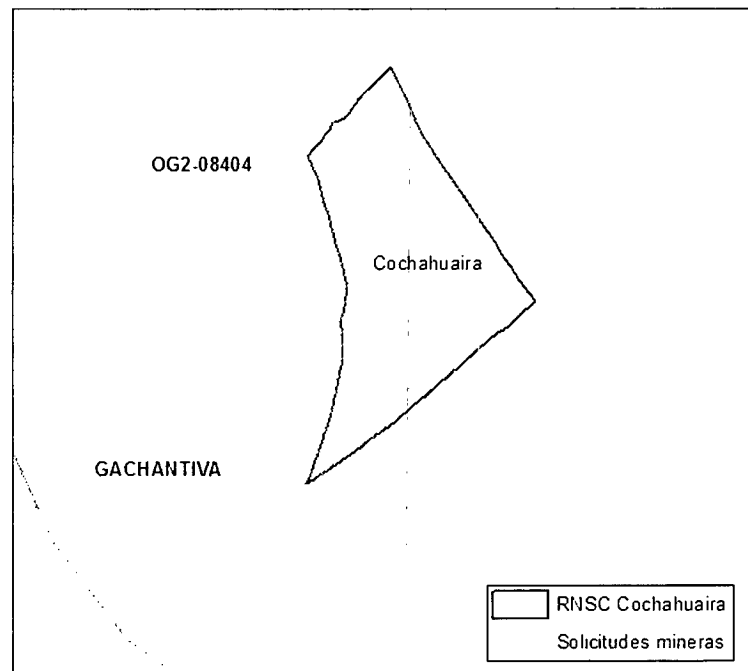 OG2-08404
Cochahuaira
GACHANTIVA
RNSC Cochahuaira
Solicitudes mineras